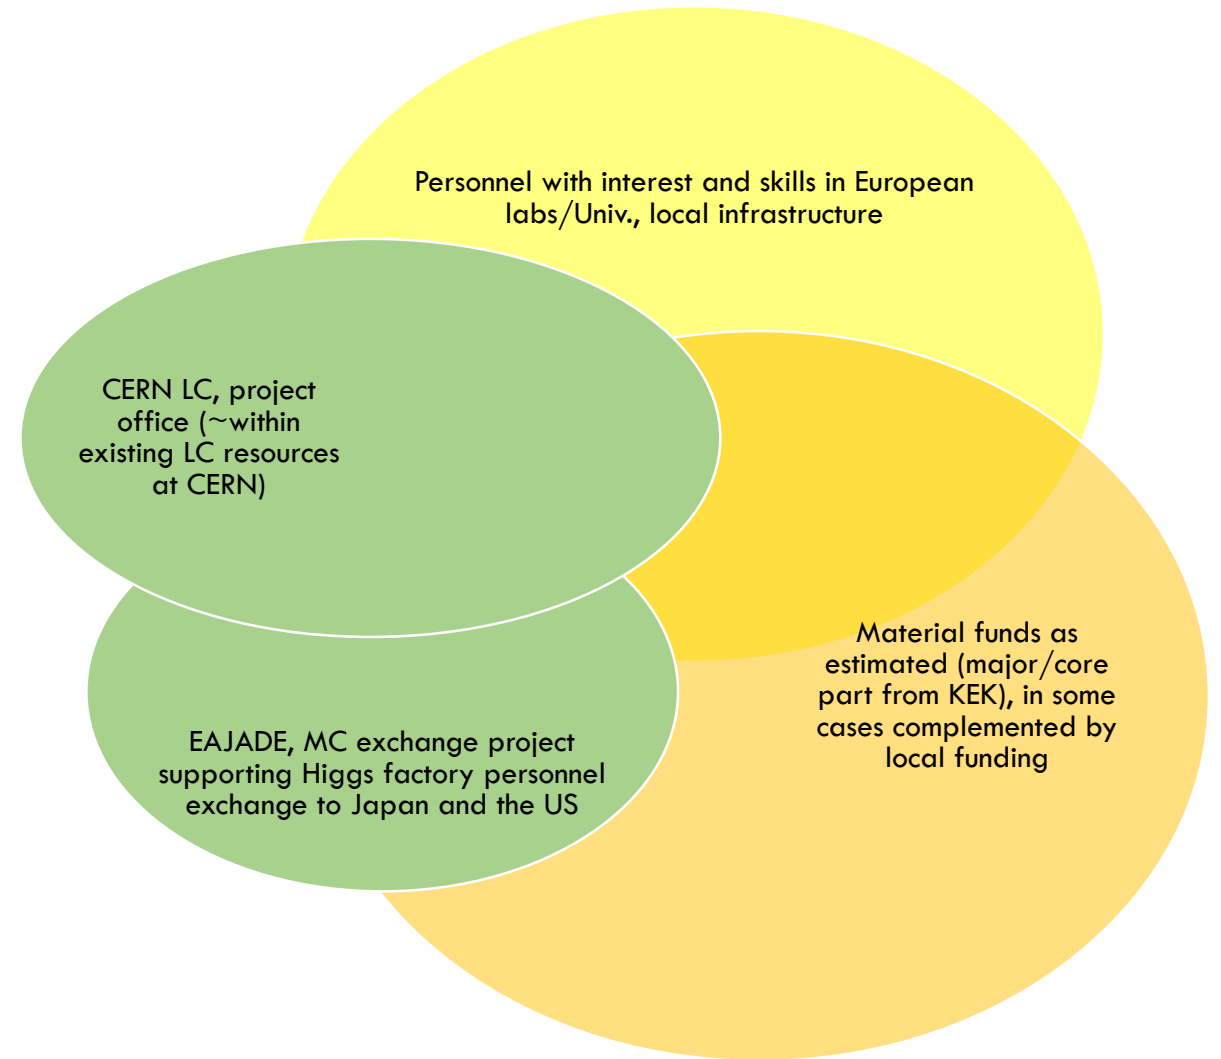 Personnel with interest and skills in European
labs/Univ., local infrastructure
CERN LC, project
office (~within
existing LC resources
at CERN)
Material funds as
estimated (major/core
part from KEK), in some
cases complemented by
local funding
EAJADE, MC exchange project
supporting Higgs factory personnel
exchange to Japan and the US